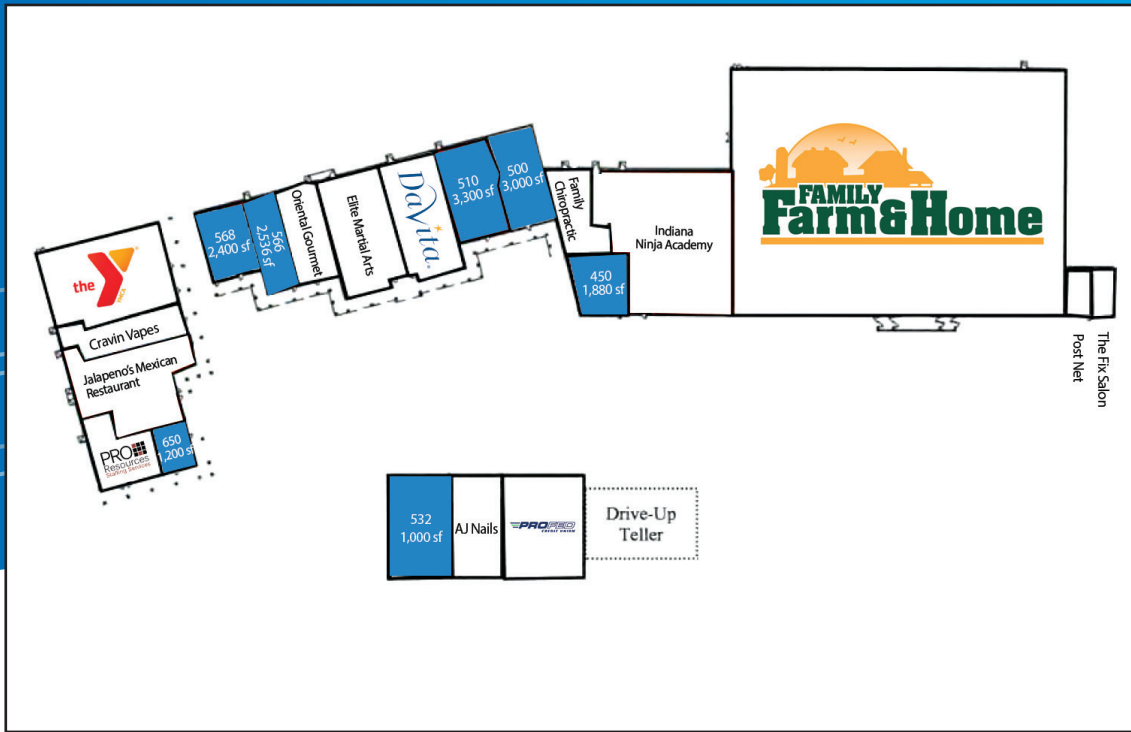 the
YMCA
Cravin Vapes
Jalapeno's Mexican
Restaurant
PRO
Resources
Staffing Services
650
1,200 sf
568
2,400 sf
566
2,536 sf
Oriental Gourmet
Elite Martial Arts
DaVita.
510
3,300 sf
500
3,000 sf
Family
Chiropractic
450
1,880 sf
Indiana
Ninja Academy
FAMILY
Farm & Home
Post Net
The Fix Salon
532
1,000 sf
AJ Nails
PROFED
CREDIT UNION
Drive-Up
Teller